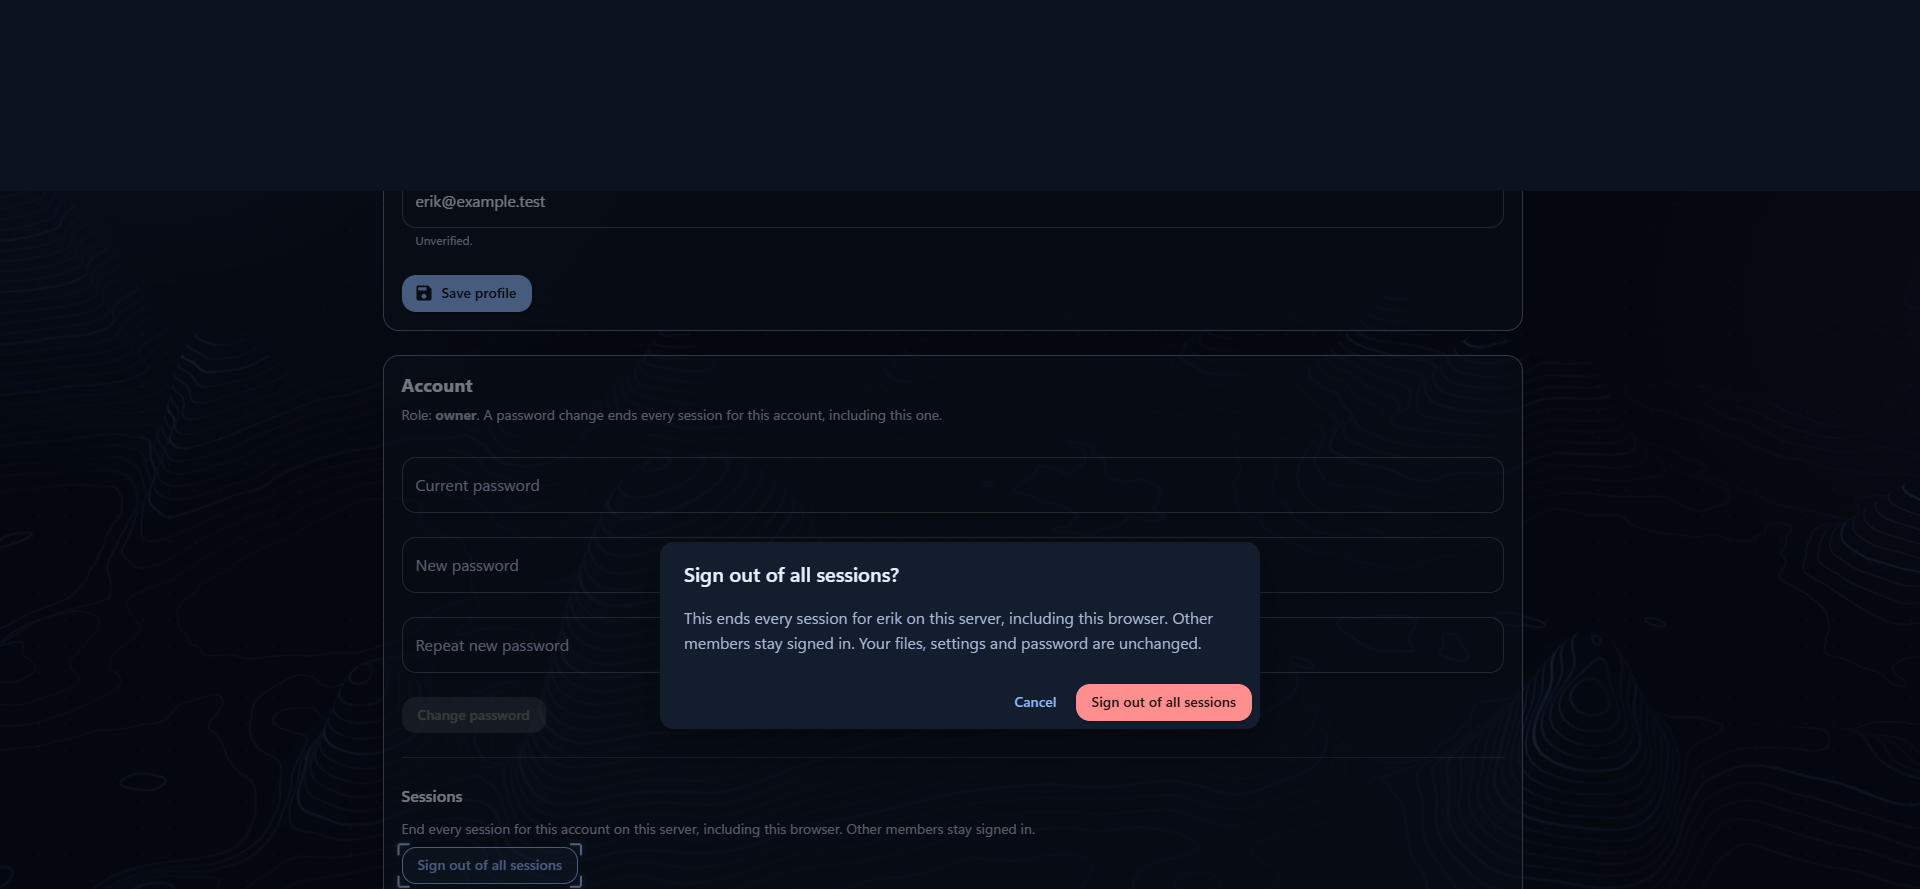 erik@example.test
Unverified.
Save profile
Account
Role: owner. A password change ends every session for this account, including this one.
Current password
New password
Repeat new password
Change password
Sign out of all sessions?
This ends every session for erik on this server, including this browser. Other
members stay signed in. Your files, settings and password are unchanged.
Cancel
Sign out of all sessions
Sessions
End every session for this account on this server, including this browser. Other members stay signed in.
Sign out of all sessions